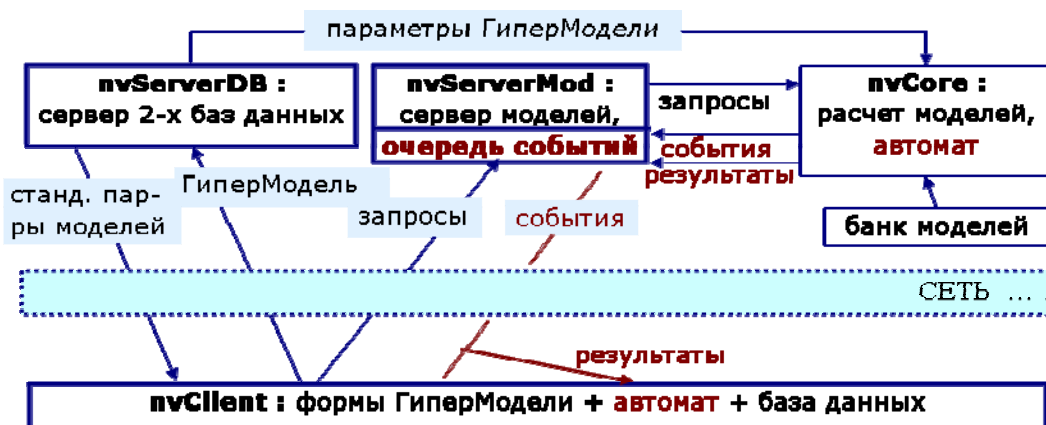 параметры ГиперМодели
nvServerDB :
сервер 2-х баз данных
nvServerMod :
сервер моделей,
очередь событий
запросы
события
результаты
nvCore :
расчет моделей,
автомат
банк моделей
станд. пар-
ры моделей
ГиперМодель
запросы
события
СЕТЬ ... .
результаты
nvClient : формы ГиперМодели + автомат + база данных